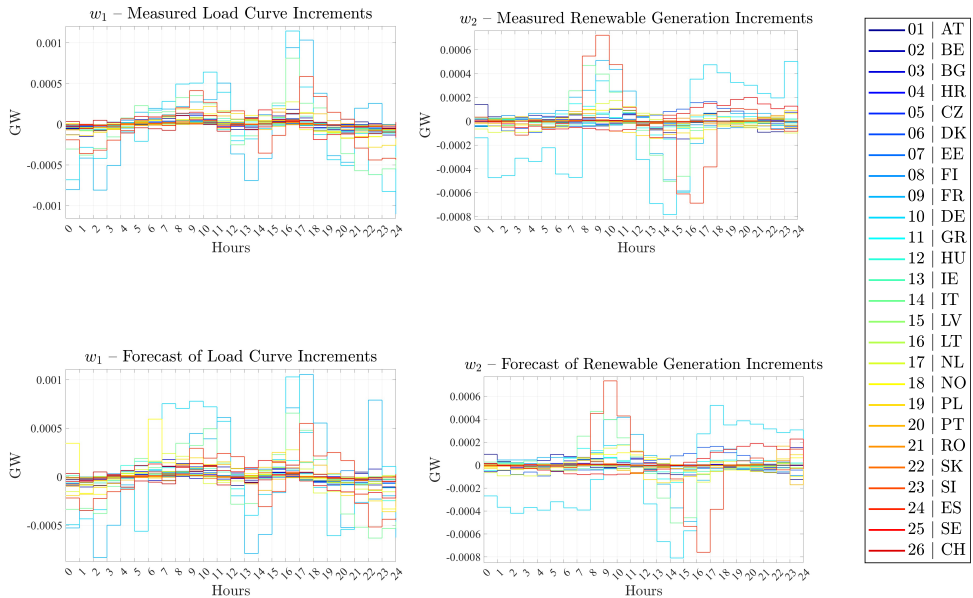 w₁ – Measured Load Curve Increments
0.001
0.0005
0
-0.0005
-0.001
GW
0 1 2 3 4 5 6 7 8 9 10 11 12 13 14 15 16 17 18 19 20 21 22 23 24
Hours
w₂ – Measured Renewable Generation Increments
0.0006
0.0004
0.0002
0
-0.0002
-0.0004
-0.0006
-0.0008
GW
0 1 2 3 4 5 6 7 8 9 10 11 12 13 14 15 16 17 18 19 20 21 22 23 24
Hours
w₁ – Forecast of Load Curve Increments
0.001
0.0005
0
-0.0005
GW
0 1 2 3 4 5 6 7 8 9 10 11 12 13 14 15 16 17 18 19 20 21 22 23 24
Hours
w₂ – Forecast of Renewable Generation Increments
0.0006
0.0004
0.0002
0
-0.0002
-0.0004
-0.0006
-0.0008
GW
0 1 2 3 4 5 6 7 8 9 10 11 12 13 14 15 16 17 18 19 20 21 22 23 24
Hours
01 | AT
02 | BE
03 | BG
04 | HR
05 | CZ
06 | DK
07 | EE
08 | FI
09 | FR
10 | DE
11 | GR
12 | HU
13 | IE
14 | IT
15 | LV
16 | LT
17 | NL
18 | NO
19 | PL
20 | PT
21 | RO
22 | SK
23 | SI
24 | ES
25 | SE
26 | CH